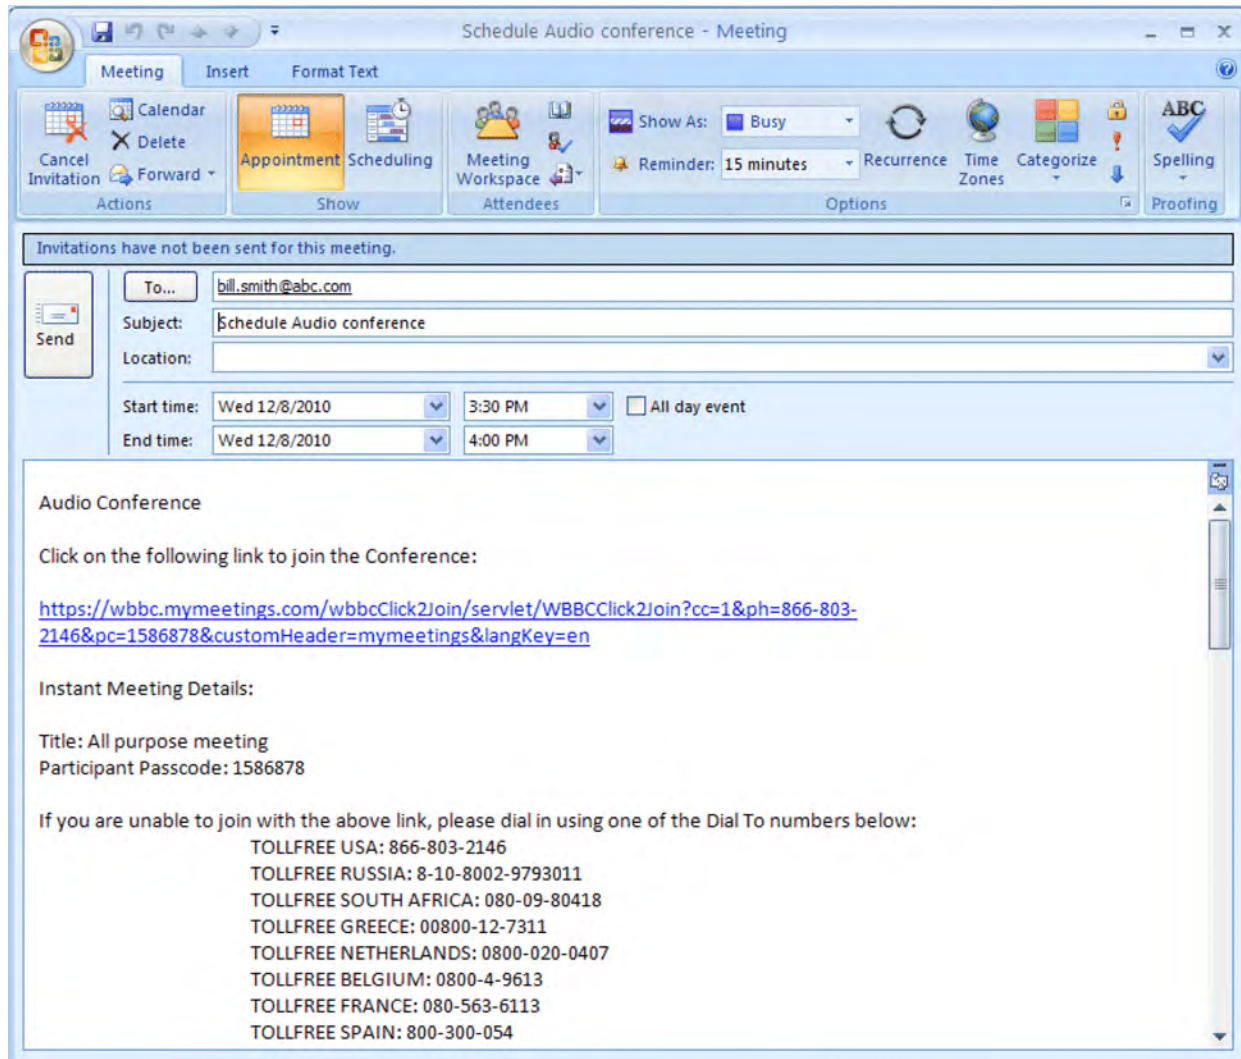 Schedule Audio conference - Meeting
Meeting Insert Format Text
Calendar
Delete
Cancel Invitation
Forward
Appointment Scheduling
Meeting Workspace
Show As: Busy
Reminder: 15 minutes
Recurrence Time Zones Categorize
ABC
Spelling
Actions Show Attendees Options Proofing
Invitations have not been sent for this meeting.
Send
To... bill.smith@abc.com
Subject: Schedule Audio conference
Location:
Start time: Wed 12/8/2010 3:30 PM All day event
End time: Wed 12/8/2010 4:00 PM
Audio Conference
Click on the following link to join the Conference:
https://wbbc.mymeetings.com/wbbcClick2Join/servlet/WBBCClick2Join?cc=1&ph=866-803-
2146&pc=1586878&customHeader=mymeetings&langKey=en
Instant Meeting Details:
Title: All purpose meeting
Participant Passcode: 1586878
If you are unable to join with the above link, please dial in using one of the Dial To numbers below:
TOLLFREE USA: 866-803-2146
TOLLFREE RUSSIA: 8-10-8002-9793011
TOLLFREE SOUTH AFRICA: 080-09-80418
TOLLFREE GREECE: 00800-12-7311
TOLLFREE NETHERLANDS: 0800-020-0407
TOLLFREE BELGIUM: 0800-4-9613
TOLLFREE FRANCE: 080-563-6113
TOLLFREE SPAIN: 800-300-054